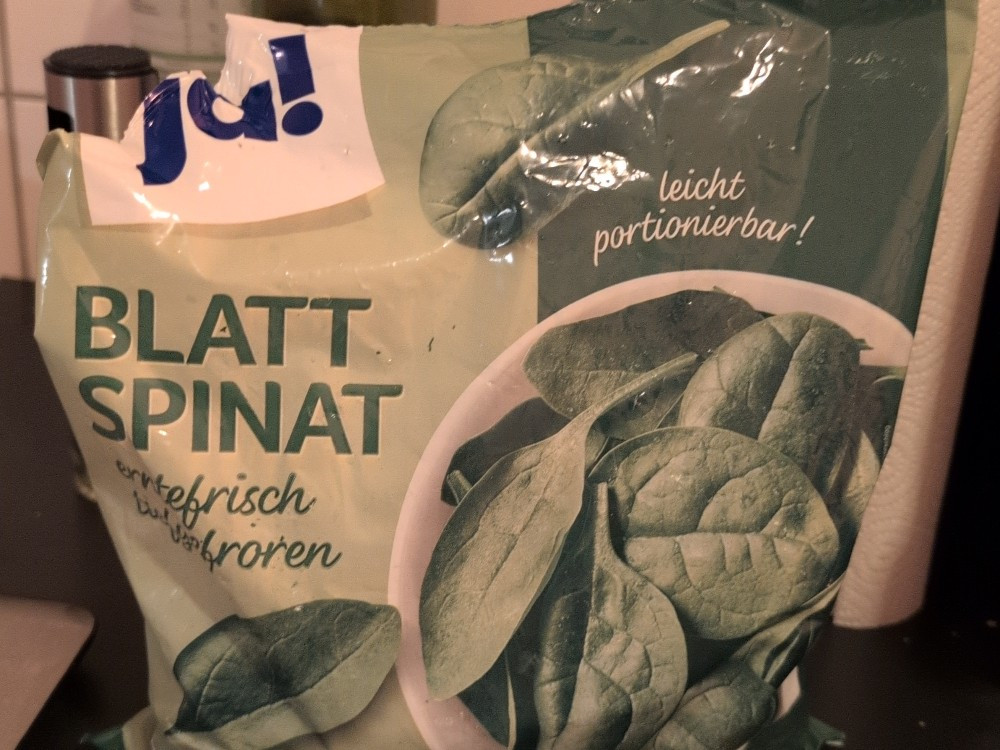 ja!
leicht
portionierbar!
BLATT
SPINAT
erntefrisch